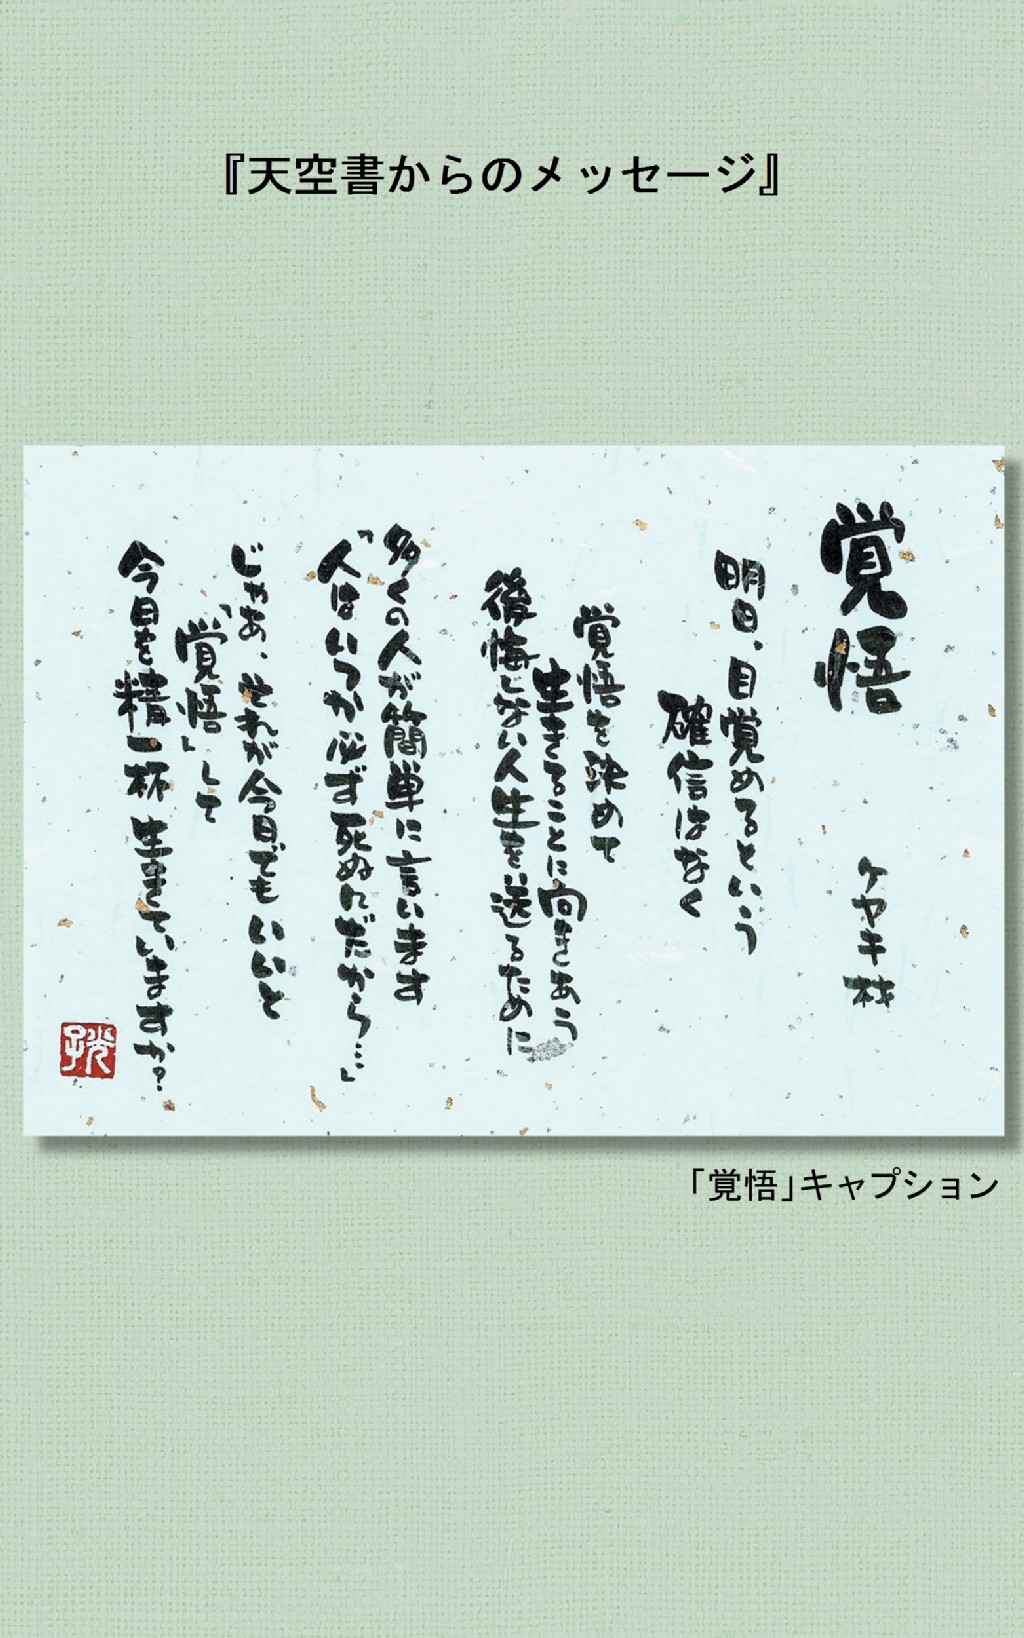 『天空書からのメッセージ』
覚悟
ケヤキ材
明日、目覚めるという
確信はなく
覚悟を決めて
生きることに向きあう
後悔しない人生を送るために
多くの人が簡単に言います
「人はいつか必ず死ぬんだから…」
じゃあ、それが今日でもいいと
「覚悟」して
今日を精一杯生きていますか？
「覚悟」キャプション